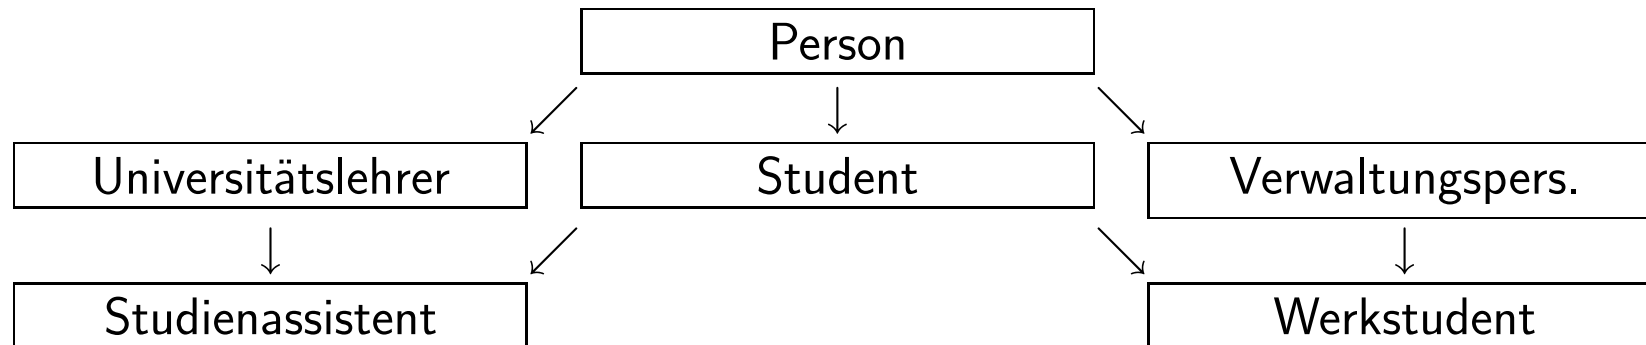 Person
Universitätslehrer
Student
Verwaltungspers.
Studienassistent
Werkstudent